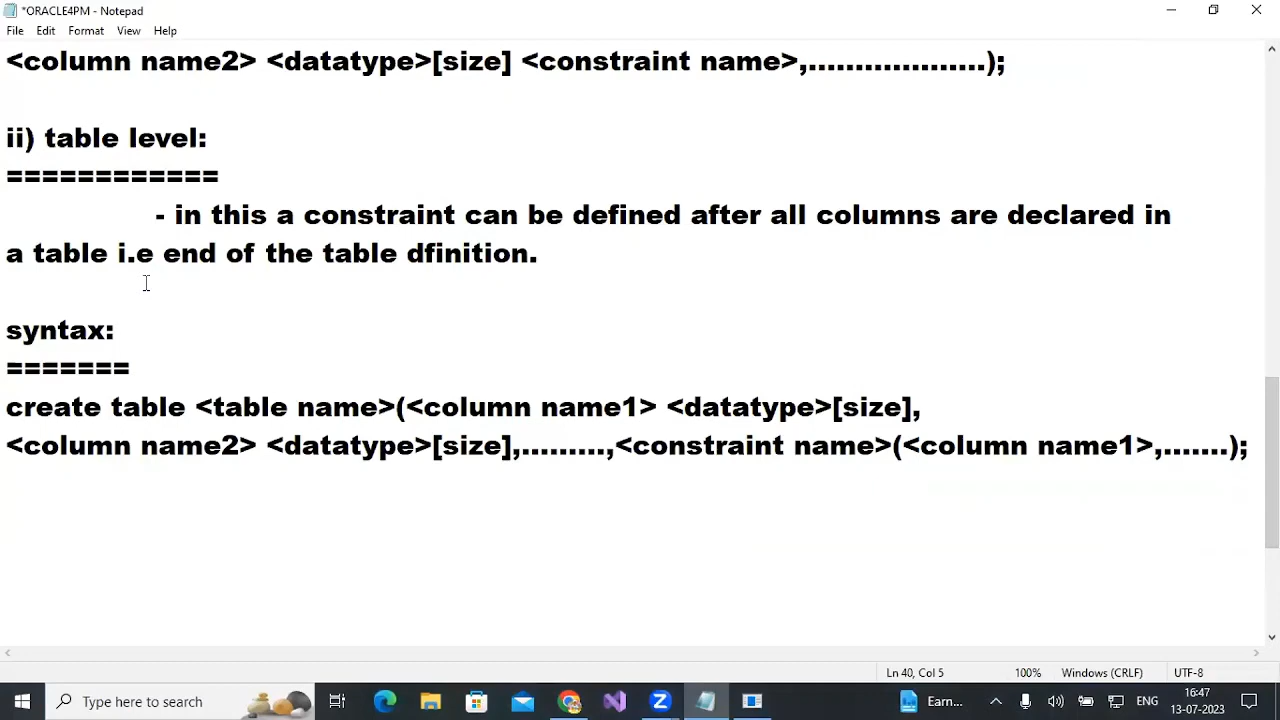 *ORACLE4PM - Notepad
File Edit Format View Help
<column name2> <datatype>[size] <constraint name>,...................);
ii) table level:
============
- in this a constraint can be defined after all columns are declared in
a table i.e end of the table dfinition.
syntax:
=======
create table <table name>(<column name1> <datatype>[size],
<column name2> <datatype>[size],.........,<constraint name>(<column name1>,.......);
Ln 40, Col 5 100% Windows (CRLF) UTF-8
Type here to search Earn... ENG 16:47
13-07-2023